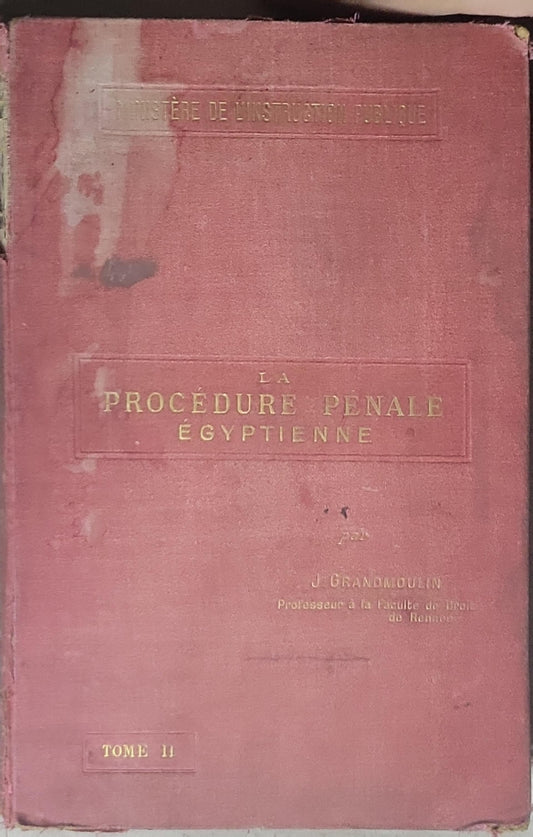 MINISTÈRE DE L'INSTRUCTION PUBLIQUE
LA
PROCÉDURE PÉNALE
ÉGYPTIENNE
par
J. GRANDMOULIN
Professeur à la Faculté de Droit
de Rennes
TOME II